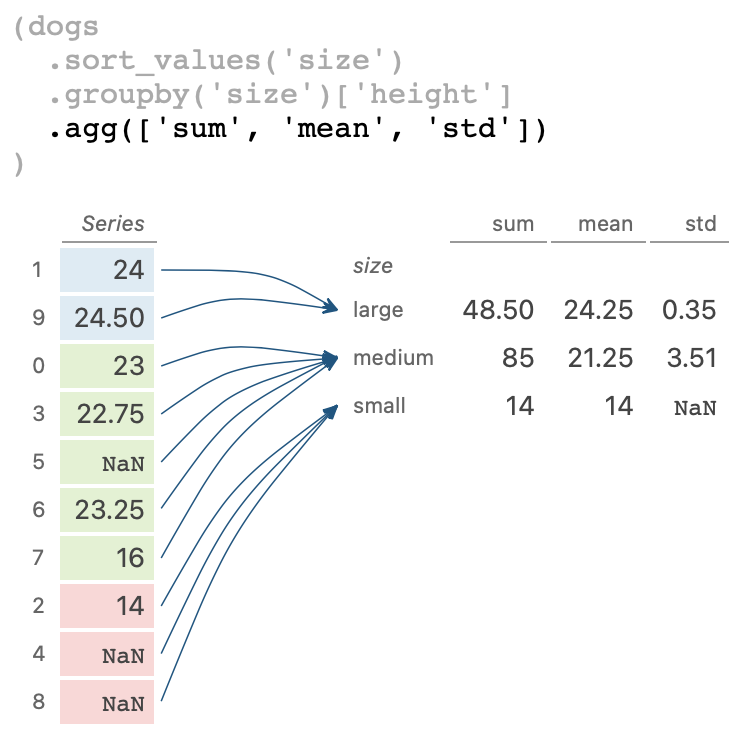 (dogs
  .sort_values('size')
  .groupby('size')['height']
  .agg(['sum', 'mean', 'std'])
)
Series
1 24
9 24.50
0 23
3 22.75
5 NaN
6 23.25
7 16
2 14
4 NaN
8 NaN
sum mean std
size
large 48.50 24.25 0.35
medium 85 21.25 3.51
small 14 14 NaN